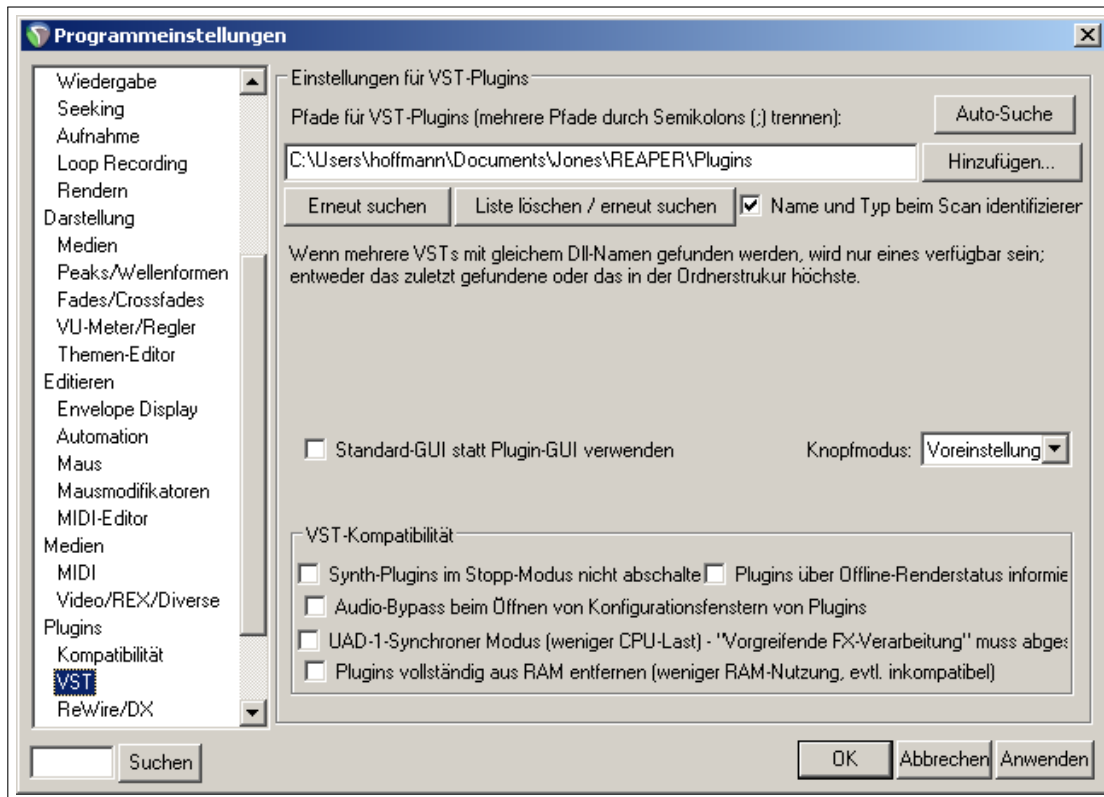 Programmeinstellungen
Wiedergabe
Seeking
Aufnahme
Loop Recording
Rendern
Darstellung
Medien
Peaks/Wellenformen
Fades/Crossfades
VU-Meter/Regler
Themen-Editor
Editieren
Envelope Display
Automation
Maus
Mausmodifikatoren
MIDI-Editor
Medien
MIDI
Video/REX/Diverse
Plugins
Kompatibilität
VST
ReWire/DX
Suchen
Einstellungen für VST-Plugins
Pfade für VST-Plugins (mehrere Pfade durch Semikolons (;) trennen):
Auto-Suche
C:\Users\hoffmann\Documents\Jones\REAPER\Plugins
Hinzufügen...
Erneut suchen
Liste löschen / erneut suchen
Name und Typ beim Scan identifizieren
Wenn mehrere VSTs mit gleichem Dll-Namen gefunden werden, wird nur eines verfügbar sein;
entweder das zuletzt gefundene oder das in der Ordnerstrukur höchste.
Standard-GUI statt Plugin-GUI verwenden
Knopfmodus:
Voreinstellung
VST-Kompatibilität
Synth-Plugins im Stopp-Modus nicht abschalte
Plugins über Offline-Renderstatus informie
Audio-Bypass beim Öffnen von Konfigurationsfenstern von Plugins
UAD-1-Synchroner Modus (weniger CPU-Last) - "Vorgreifende FX-Verarbeitung" muss abges
Plugins vollständig aus RAM entfernen (weniger RAM-Nutzung, evtl. inkompatibel)
OK
Abbrechen
Anwenden